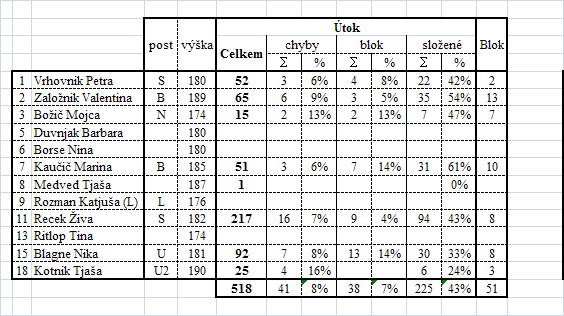 Útok
post výška Celkem chyby blok složené Blok
Σ % Σ % Σ %
1 Vrhovnik Petra S 180 52 3 6% 4 8% 22 42% 2
2 Založnik Valentina B 189 65 6 9% 3 5% 35 54% 13
3 Božič Mojca N 174 15 2 13% 2 13% 7 47% 7
5 Duvnjak Barbara 180
6 Borse Nina 180
7 Kaučič Marina B 185 51 3 6% 7 14% 31 61% 10
8 Medved Tjaša 187 1 0%
9 Rozman Katjuša (L) L 176
11 Recek Živa S 182 217 16 7% 9 4% 94 43% 8
13 Ritlop Tina 174
15 Blagne Nika U 181 92 7 8% 13 14% 30 33% 8
18 Kotnik Tjaša U2 190 25 4 16% 6 24% 3
518 41 8% 38 7% 225 43% 51